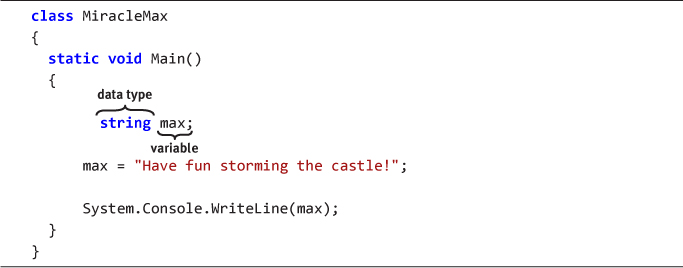 class MiracleMax
{
static void Main()
{
data type
string max;
variable
max = "Have fun storming the castle!";
System.Console.WriteLine(max);
}
}